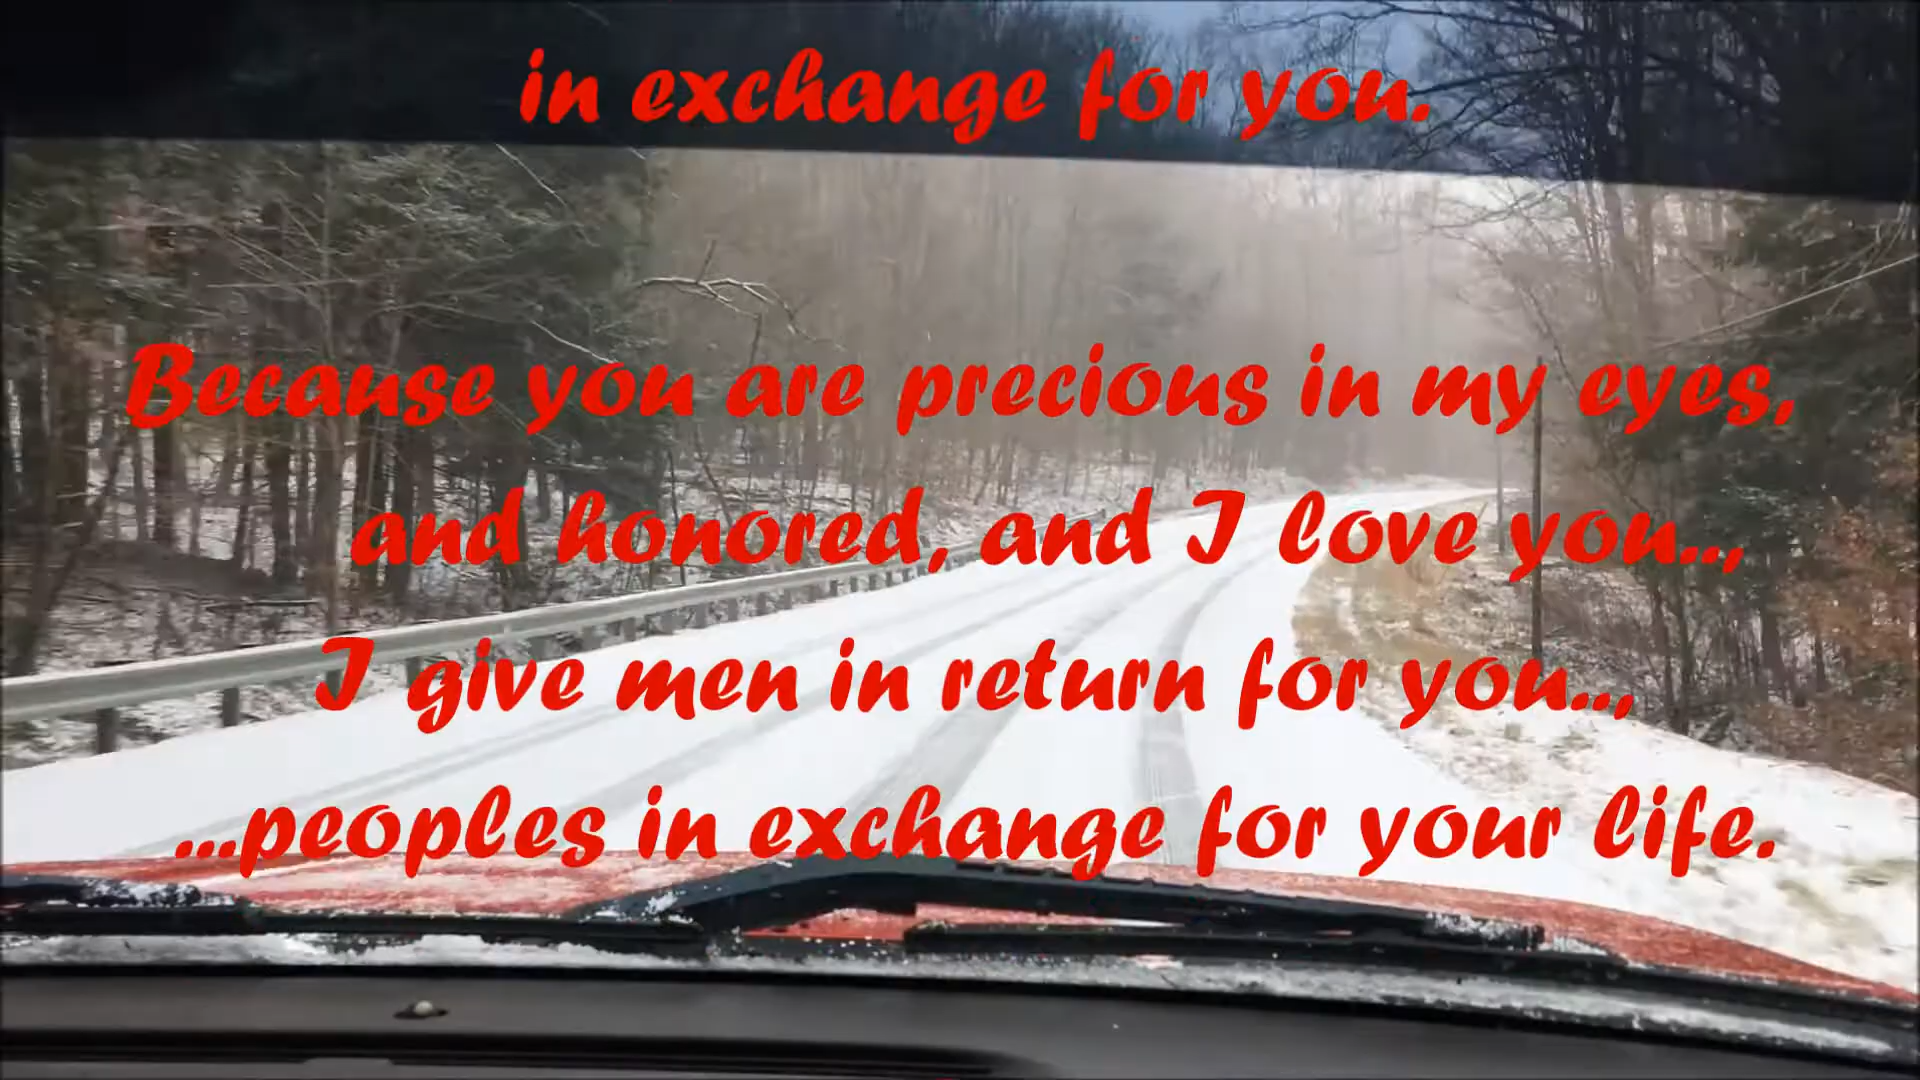 in exchange for you.
Because you are precious in my eyes,
and honored, and I love you..,
I give men in return for you..,
...peoples in exchange for your life.